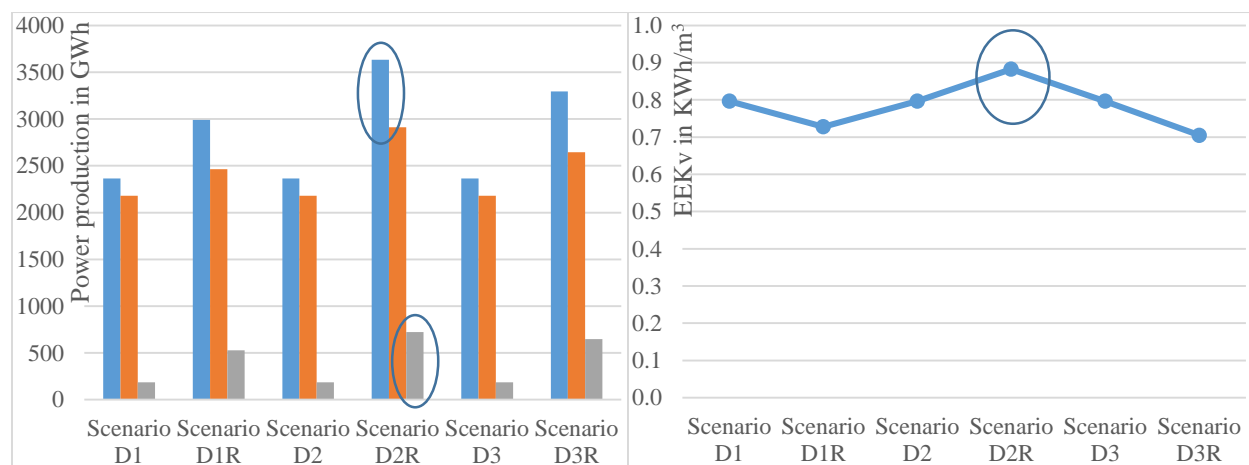 Power production in GWh
4000
3500
3000
2500
2000
1500
1000
500
0
Scenario D1
Scenario D1R
Scenario D2
Scenario D2R
Scenario D3
Scenario D3R
EEKv in KWh/m³
1.0
0.9
0.8
0.7
0.6
0.5
0.4
0.3
0.2
0.1
0.0
Scenario D1
Scenario D1R
Scenario D2
Scenario D2R
Scenario D3
Scenario D3R